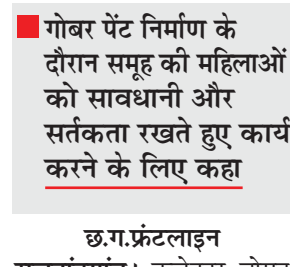 गोबर पेंट निर्माण के
दौरान समूह की महिलाओं
को सावधानी और
सर्तकता रखते हुए कार्य
करने के लिए कहा
छ.ग.फ्रंटलाइन